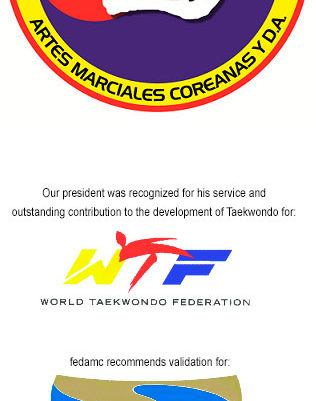 ARTES MARCIALES COREANAS Y D.A.
Our president was recognized for his service and
outstanding contribution to the development of Taekwondo for:
WTF
WORLD TAEKWONDO FEDERATION
fedamc recommends validation for: